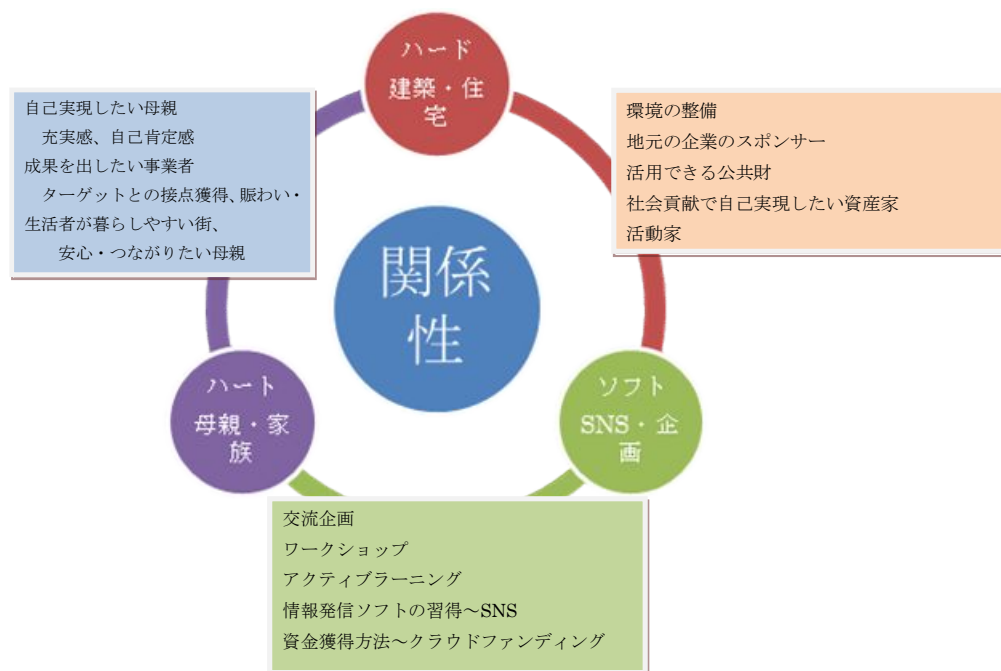 ハード
建築・住
宅
自己実現したい母親
充実感、自己肯定感
成果を出したい事業者
ターゲットとの接点獲得、賑わい・
生活者が暮らしやすい街、
安心・つながりたい母親
環境の整備
地元の企業のスポンサー
活用できる公共財
社会貢献で自己実現したい資産家
活動家
関係
性
ハート
母親・家
族
ソフト
SNS・企
画
交流企画
ワークショップ
アクティブラーニング
情報発信ソフトの習得～SNS
資金獲得方法～クラウドファンディング